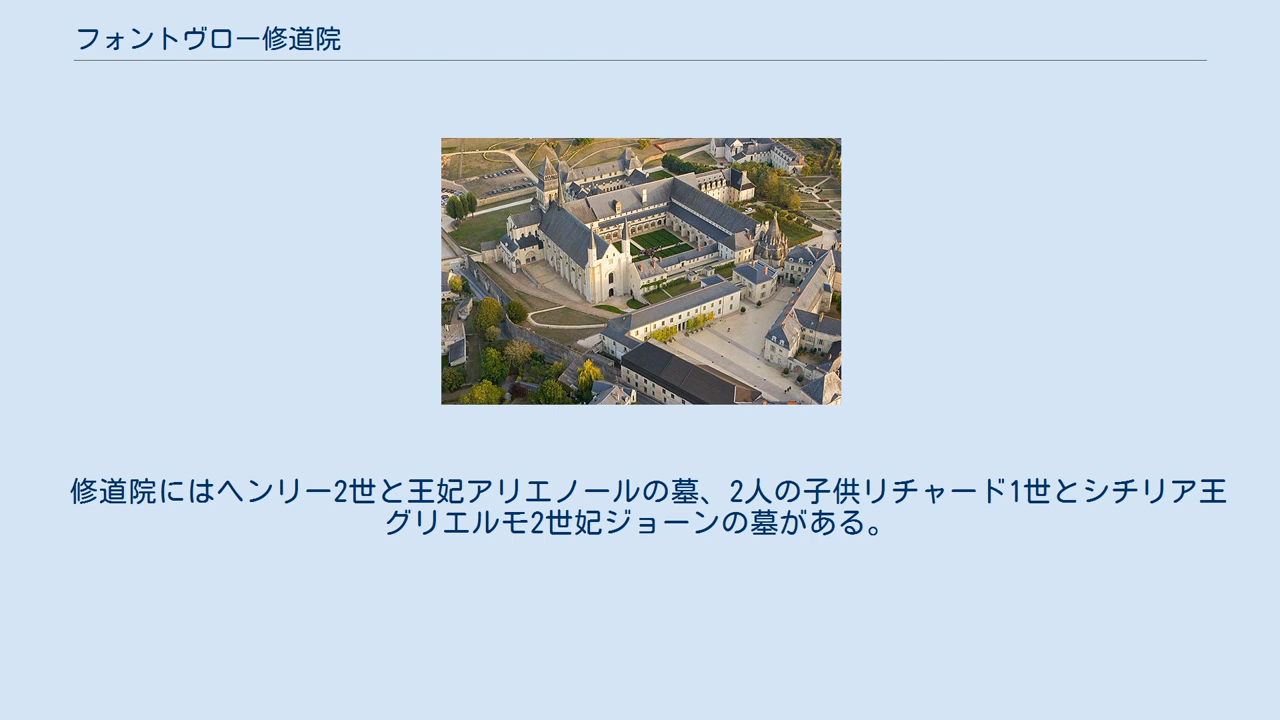 フォントヴロー修道院
修道院にはヘンリー2世と王妃アリエノールの墓、2人の子供リチャード1世とシチリア王
グリエルモ2世妃ジョーンの墓がある。